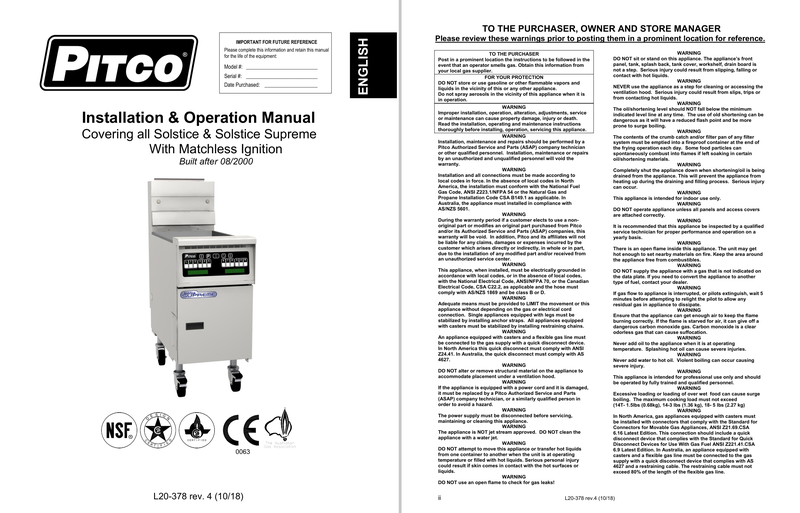 PITCO®
IMPORTANT FOR FUTURE REFERENCE
Please complete this information and retain this manual
for the life of the equipment:
Model #:
Serial #:
Date Purchased:
ENGLISH
Installation & Operation Manual
Covering all Solstice & Solstice Supreme
With Matchless Ignition
Built after 08/2000
Pitco
NSF®
CE
0063
L20-378 rev. 4 (10/18)
TO THE PURCHASER, OWNER AND STORE MANAGER
Please review these warnings prior to posting them in a prominent location for reference.
TO THE PURCHASER
Post in a prominent location the instructions to be followed in the
event that an operator smells gas. Obtain this information from
your local gas supplier.
FOR YOUR PROTECTION
DO NOT store or use gasoline or other flammable vapors and
liquids in the vicinity of this or any other appliance.
Do not spray aerosols in the vicinity of this appliance when it is
in operation.
WARNING
Improper installation, operation, alteration, adjustments, service
or maintenance can cause property damage, injury or death.
Read the installation, operating and maintenance instructions
thoroughly before installing, operation, servicing this appliance.
WARNING
Installation, maintenance and repairs should be performed by a
Pitco Authorized Service and Parts (ASAP) company technician
or other qualified personnel. Installation, maintenance or repairs
by an unauthorized and unqualified personnel will void the
warranty.
WARNING
Installation and all connections must be made according to
local codes in force. In the absence of local codes in North
America, the installation must conform with the National Fuel
Gas Code, ANSI Z223.1/NFPA 54 or the Natural Gas and
Propane Installation Code CSA B149.1 as applicable. In
Australia, the appliance must installed in compliance with
AS/NZS 5601.
WARNING
During the warranty period if a customer elects to use a non-
original part or modifies an original part purchased from Pitco
and/or its Authorized Service and Parts (ASAP) companies, this
warranty will be void. In addition, Pitco and its affiliates will not
be liable for any claims, damages or expenses incurred by the
customer which arises directly or indirectly, in whole or in part,
due to the installation of any modified part and/or received from
an unauthorized service center.
WARNING
This appliance, when installed, must be electrically grounded in
accordance with local codes, or in the absence of local codes,
with the National Electrical Code, ANSI/NFPA 70, or the Canadian
Electrical Code, CSA C22.2, as applicable and the hose must
comply with AS/NZS 1869 and be class B or D.
WARNING
Adequate means must be provided to LIMIT the movement or this
appliance without depending on the gas or electrical cord
connection. Single appliances equipped with legs must be
stabilized by installing anchor straps. All appliances equipped
with casters must be stabilized by installing restraining chains.
WARNING
An appliance equipped with casters and a flexible gas line must
be connected to the gas supply with a quick disconnect device.
In North America this quick disconnect must comply with ANSI
Z24.41. In Australia, the quick disconnect must comply with AS
4627.
WARNING
DO NOT alter or remove structural material on the appliance to
accommodate placement under a ventilation hood.
WARNING
If the appliance is equipped with a power cord and it is damaged,
it must be replaced by a Pitco Authorized Service and Parts
(ASAP) company technician, or a similarly qualified person in
order to avoid a hazard.
WARNING
The power supply must be disconnected before servicing,
maintaining or cleaning this appliance.
WARNING
The appliance is NOT jet stream approved. DO NOT clean the
appliance with a water jet.
WARNING
DO NOT attempt to move this appliance or transfer hot liquids
from one container to another when the unit is at operating
temperature or filled with hot liquids. Serious personal injury
could result if skin comes in contact with the hot surfaces or
liquids.
WARNING
DO NOT use an open flame to check for gas leaks!
WARNING
DO NOT sit or stand on this appliance. The appliance's front
panel, tank, splash back, tank cover, workshelf, drain board is
not a step. Serious injury could result from slipping, falling or
contact with hot liquids.
WARNING
NEVER use the appliance as a step for cleaning or accessing the
ventilation hood. Serious injury could result from slips, trips or
from contacting hot liquids.
WARNING
The oil/shortening level should NOT fall below the minimum
indicated level line at any time. The use of old shortening can be
dangerous as it will have a reduced flash point and be more
prone to surge boiling.
WARNING
The contents of the crumb catch and/or filter pan of any filter
system must be emptied into a fireproof container at the end of
the frying operation each day. Some food particles can
spontaneously combust into flames if left soaking in certain
oil/shortening materials.
WARNING
Completely shut the appliance down when shortening/oil is being
drained from the appliance. This will prevent the appliance from
heating up during the draining and filling process. Serious injury
can occur.
WARNING
This appliance is intended for indoor use only.
WARNING
DO NOT operate appliance unless all panels and access covers
are attached correctly.
WARNING
It is recommended that this appliance be inspected by a qualified
service technician for proper performance and operation on a
yearly basis.
WARNING
There is an open flame inside this appliance. The unit may get
hot enough to set nearby materials on fire. Keep the area around
the appliance free from combustibles.
WARNING
DO NOT supply the appliance with a gas that is not indicated on
the data plate. If you need to convert the appliance to another
type of fuel, contact your dealer.
WARNING
If gas flow to appliance is interrupted, or pilots extinguish, wait 5
minutes before attempting to relight the pilot to allow any
residual gas in appliance to dissipate.
WARNING
Ensure that the appliance can get enough air to keep the flame
burning correctly. If the flame is starved for air, it can give off a
dangerous carbon monoxide gas. Carbon monoxide is a clear
odorless gas that can cause suffocation.
WARNING
Never add oil to the appliance when it is at operating
temperature. Splashing hot oil can cause severe injuries.
WARNING
Never add water to hot oil. Violent boiling can occur causing
severe injury.
WARNING
This appliance is intended for professional use only and should
be operated by fully trained and qualified personnel.
WARNING
Excessive loading or loading of over wet food can cause surge
boiling. The maximum cooking load must not exceed
(14T- 1.5lbs (0.68kg), 14-3 lbs (1.36 kg), 18- 5 lbs (2.27 kg)
WARNING
In North America, gas appliances equipped with casters must
be installed with connectors that comply with the Standard for
Connectors for Movable Gas Appliances, ANSI Z21.69.CSA
6.16 Latest Edition. This connection should include a quick
disconnect device that complies with the Standard for Quick
Disconnect Devices for Use With Gas Fuel ANSI Z21.41.CSA
6.9 Latest Edition. In Australia, an appliance equipped with
casters and a flexible gas line must be connected to the gas
supply with a quick disconnect device that complies with AS
4627 and a restraining cable. The restraining cable must not
exceed 80% of the length of the flexible gas line.
ii
L20-378 rev.4 (10/18)